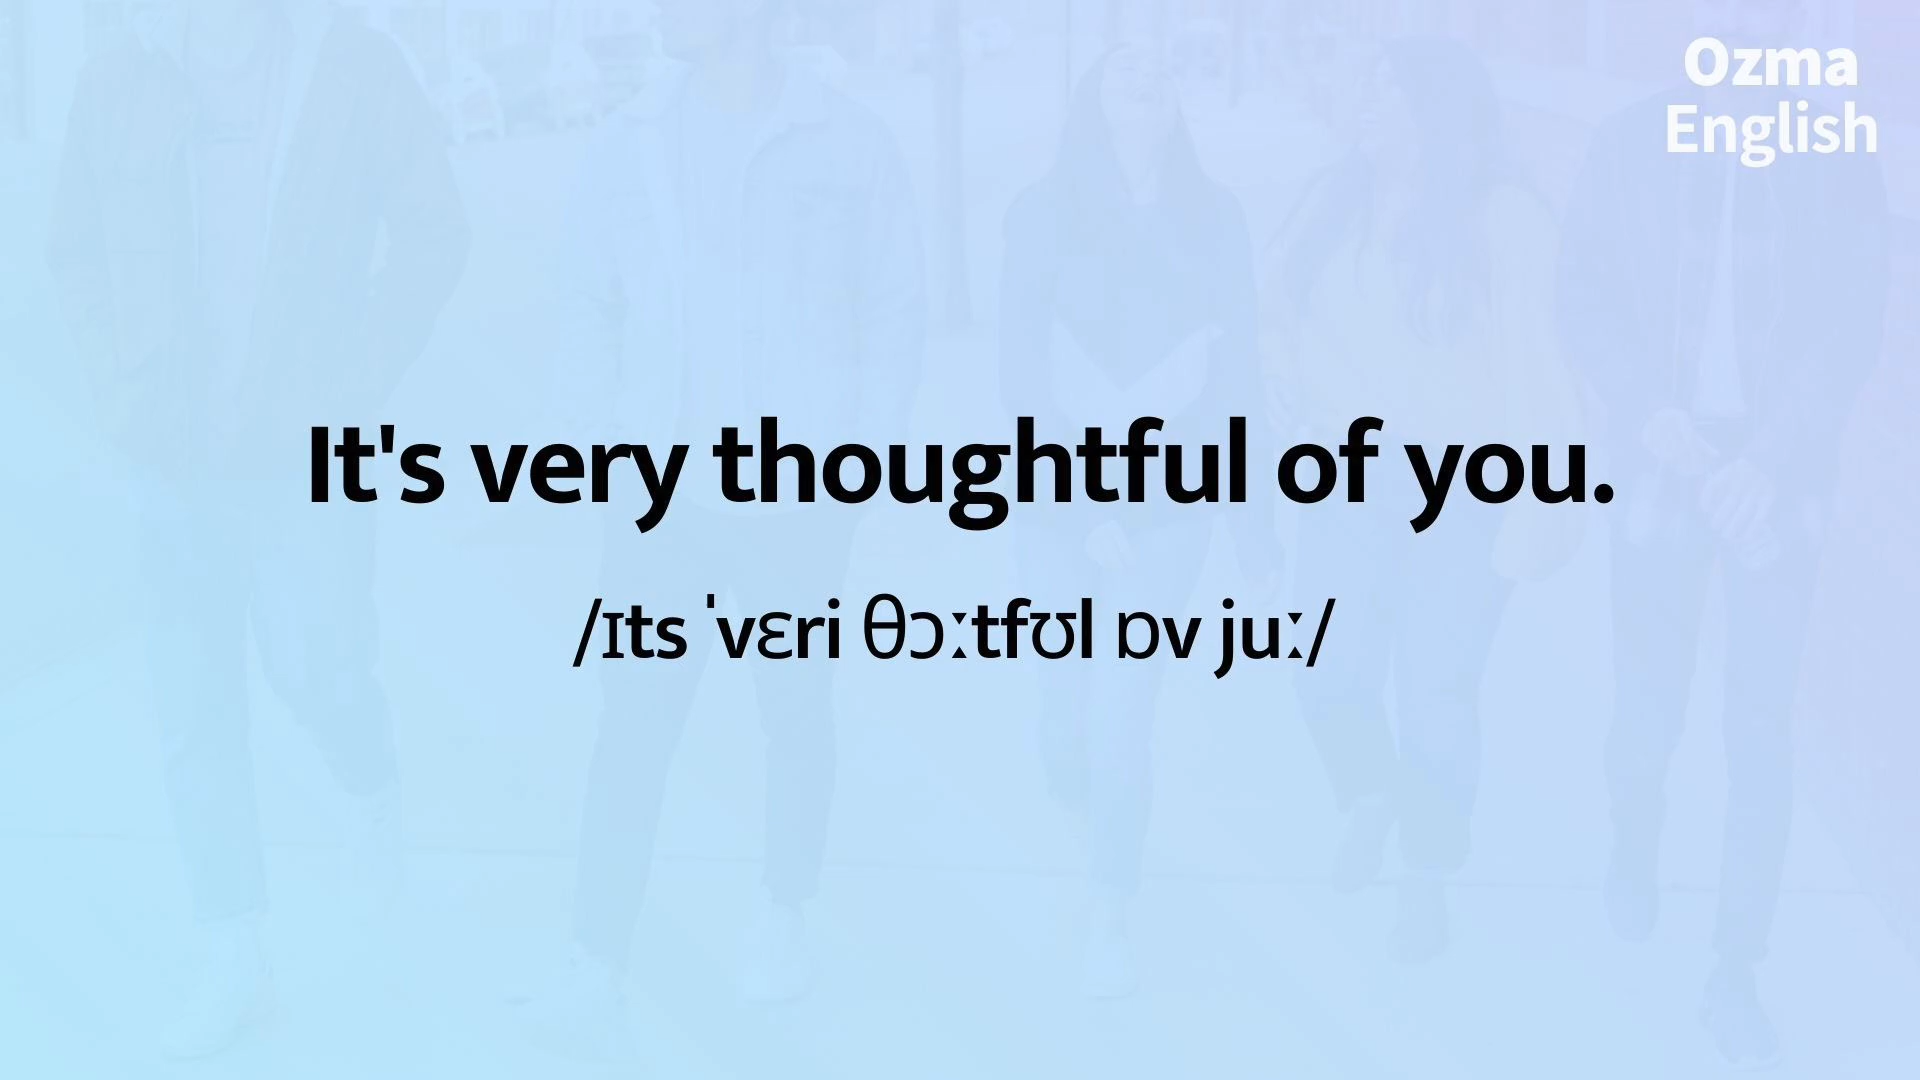 Ozma
English
It's very thoughtful of you.
/ɪts ˈvɛri θɔːtfʊl ɒv juː/